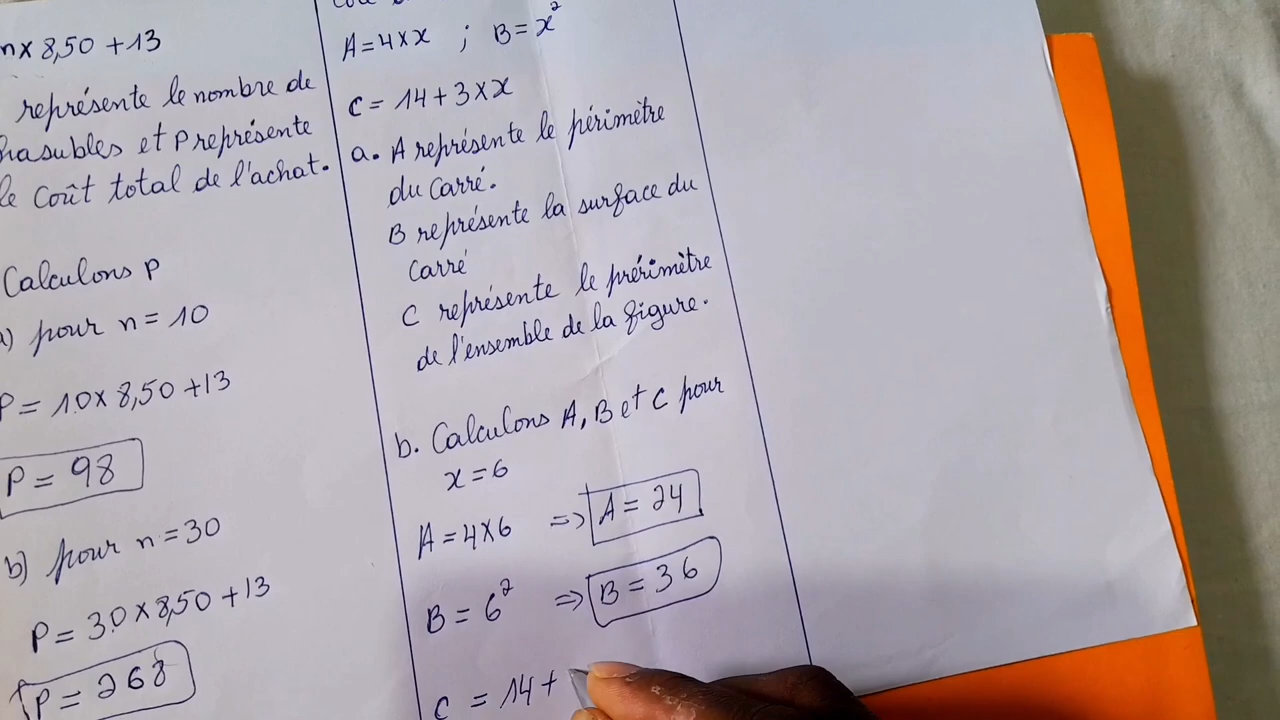 n x 8,50 + 13
représente le nombre de
hasubles et P représente
le coût total de l'achat.
Calculons P
a) pour n = 10
P = 10 x 8,50 + 13
P = 98
b) pour n = 30
P = 30 x 8,50 + 13
P = 268
A = 4 x x ; B = x²
C = 14 + 3 x x
a. A représente le périmètre
du carré.
B représente la surface du
carré
C représente le prérimètre
de l'ensemble de la figure.
b. Calculons A, B et C pour
x = 6
A = 4 x 6 => A = 24
B = 6² => B = 36
C = 14 +